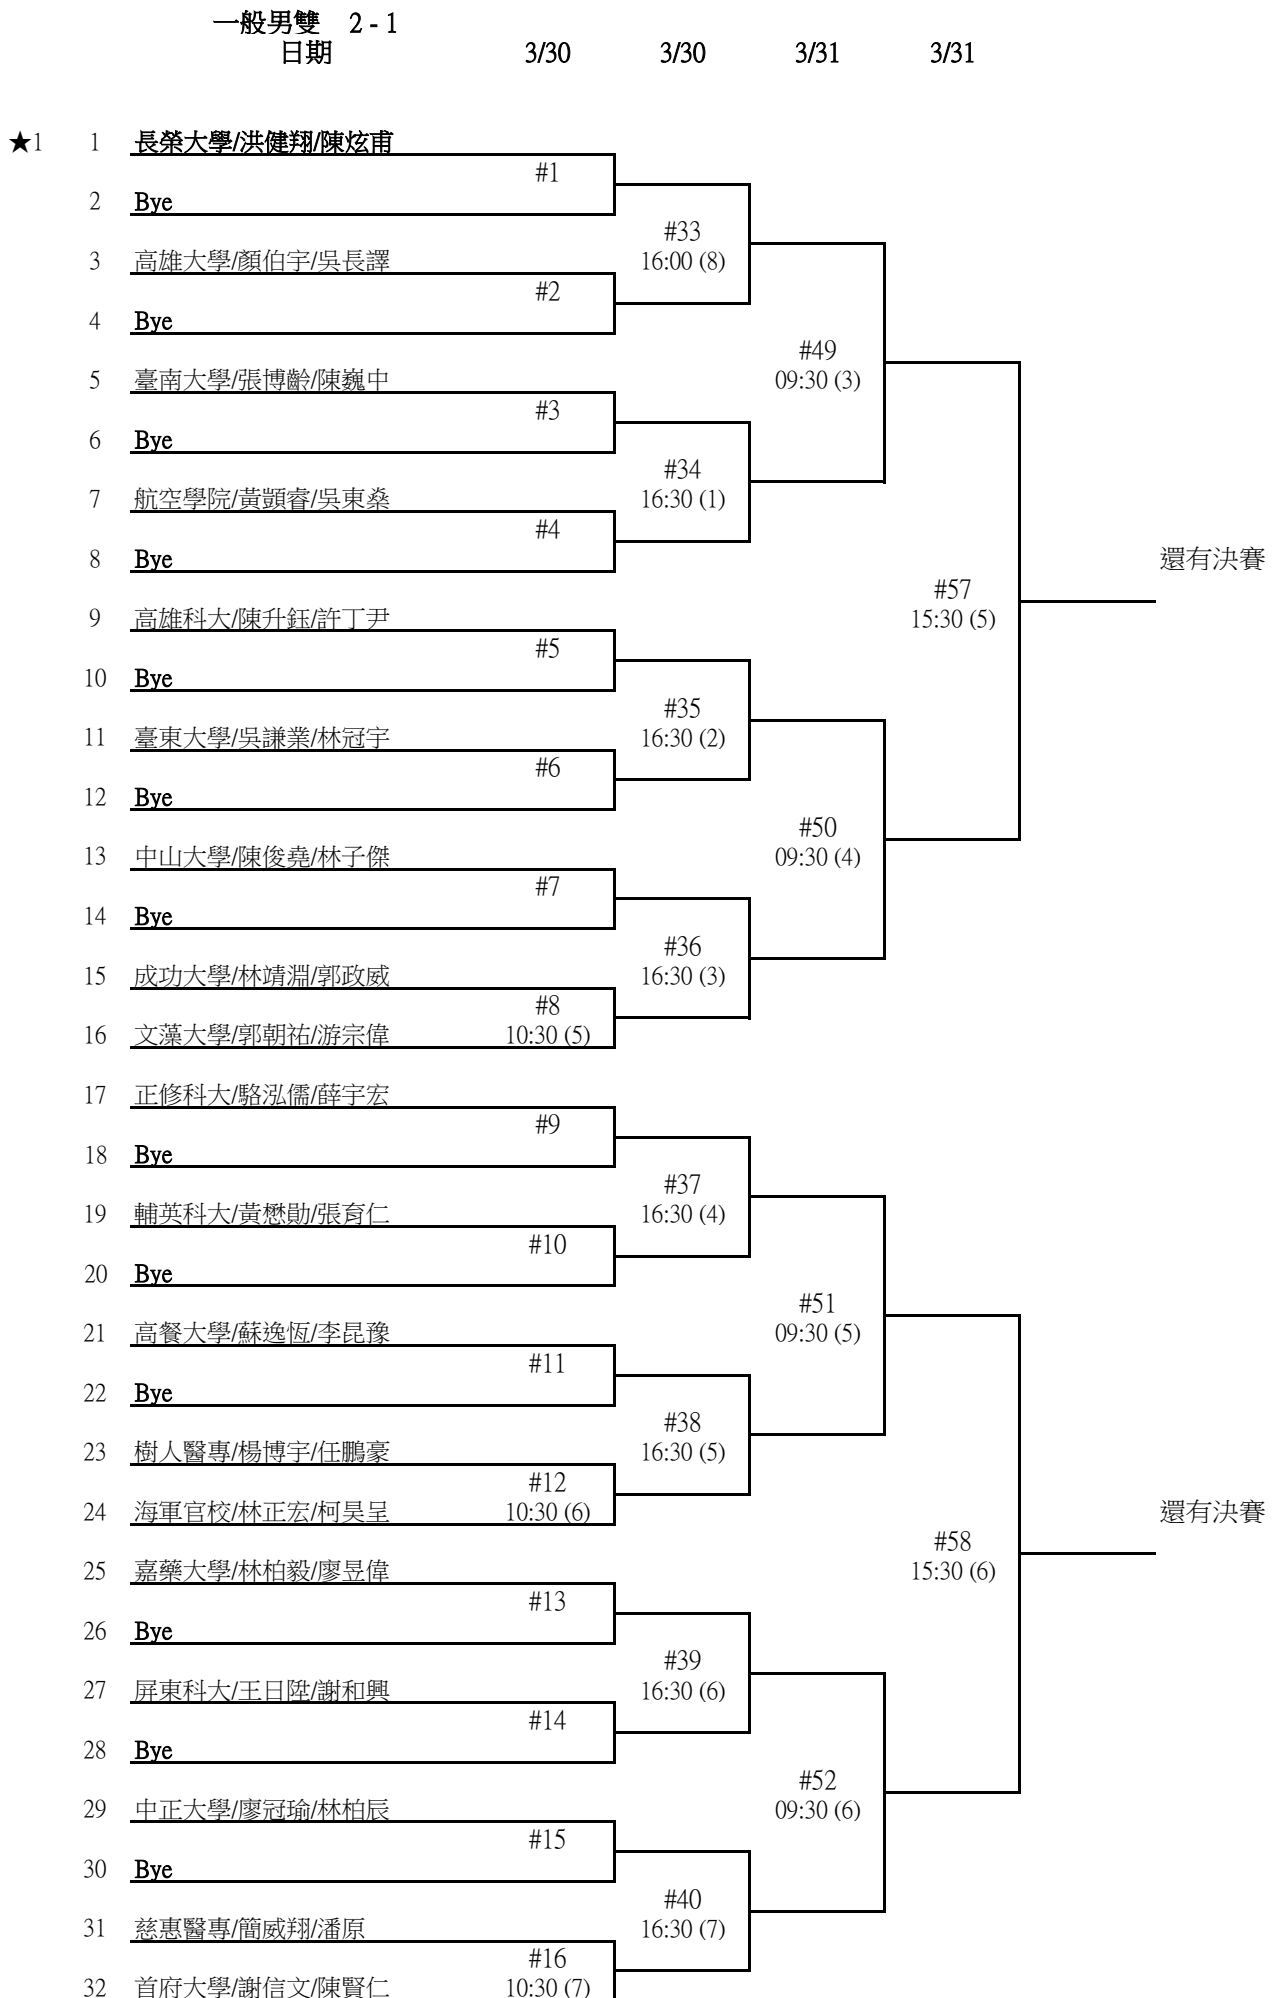 一般男雙 2 - 1
日期 3/30 3/30 3/31 3/31
★1 1 長榮大學/洪健翔/陳炫甫
#1
2 Bye
#33
3 高雄大學/顏伯宇/吳長譯 16:00 (8)
#2
4 Bye
#49
5 臺南大學/張博齡/陳巍中 09:30 (3)
#3
6 Bye
#34
7 航空學院/黃顗睿/吳東燊 16:30 (1)
#4
8 Bye 還有決賽
#57
9 高雄科大/陳升鈺/許丁尹 15:30 (5)
#5
10 Bye
#35
11 臺東大學/吳謙業/林冠宇 16:30 (2)
#6
12 Bye
#50
13 中山大學/陳俊堯/林子傑 09:30 (4)
#7
14 Bye
#36
15 成功大學/林靖淵/郭政威 16:30 (3)
#8
16 文藻大學/郭朝祐/游宗偉 10:30 (5)
17 正修科大/駱泓儒/薛宇宏
#9
18 Bye
#37
19 輔英科大/黃懋勛/張育仁 16:30 (4)
#10
20 Bye
#51
21 高餐大學/蘇逸恆/李昆豫 09:30 (5)
#11
22 Bye
#38
23 樹人醫專/楊博宇/任鵬豪 16:30 (5)
#12
24 海軍官校/林正宏/柯昊呈 10:30 (6) 還有決賽
#58
25 嘉藥大學/林柏毅/廖昱偉 15:30 (6)
#13
26 Bye
#39
27 屏東科大/王日陞/謝和興 16:30 (6)
#14
28 Bye
#52
29 中正大學/廖冠瑜/林柏辰 09:30 (6)
#15
30 Bye
#40
31 慈惠醫專/簡威翔/潘原 16:30 (7)
#16
32 首府大學/謝信文/陳賢仁 10:30 (7)